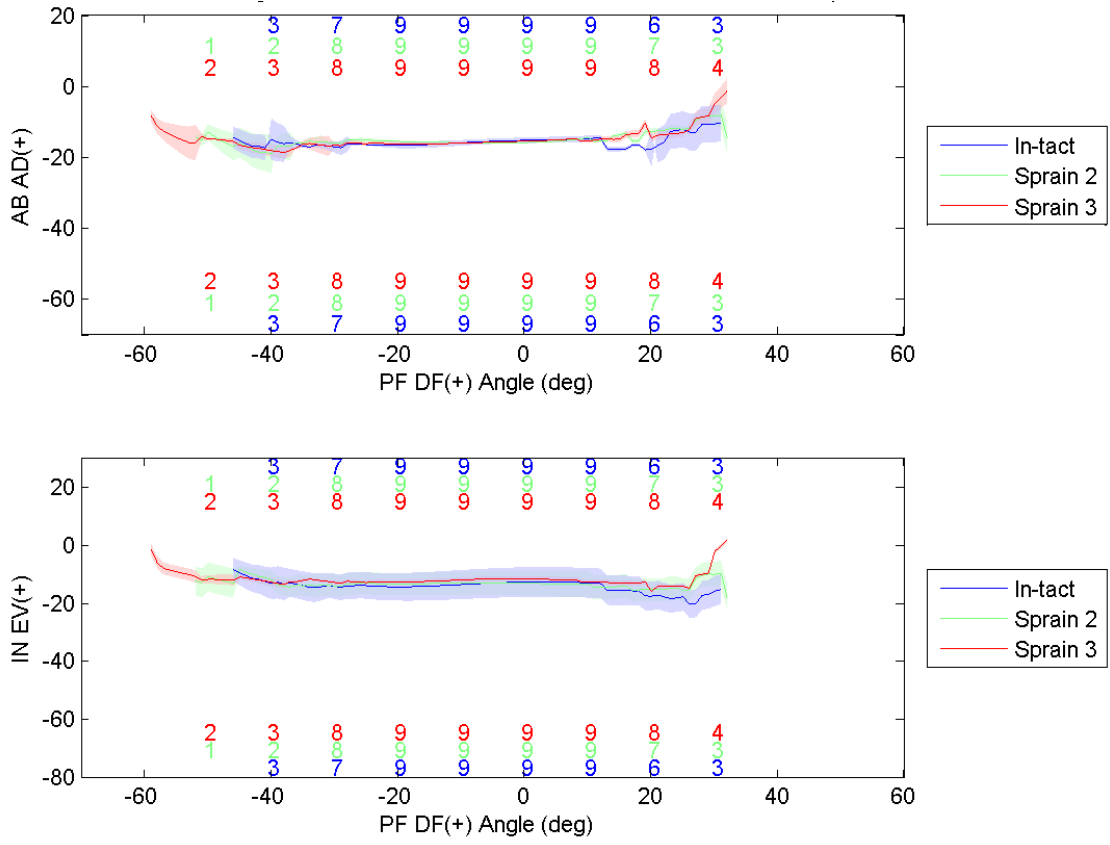 20
0
-20
-40
-60
AB AD(+)
3 7 9 9 9 9 6 3
1 2 8 9 9 9 9 7 3
2 3 8 9 9 9 9 8 4
2 3 8 9 9 9 9 8 4
1 2 8 9 9 9 9 7 3
3 7 9 9 9 9 6 3
-60 -40 -20 0 20 40 60
PF DF(+) Angle (deg)
In-tact
Sprain 2
Sprain 3
20
0
-20
-40
-60
-80
IN EV(+)
3 7 9 9 9 9 6 3
1 2 8 9 9 9 9 7 3
2 3 8 9 9 9 9 8 4
2 3 8 9 9 9 9 8 4
1 2 8 9 9 9 9 7 3
3 7 9 9 9 9 6 3
-60 -40 -20 0 20 40 60
PF DF(+) Angle (deg)
In-tact
Sprain 2
Sprain 3